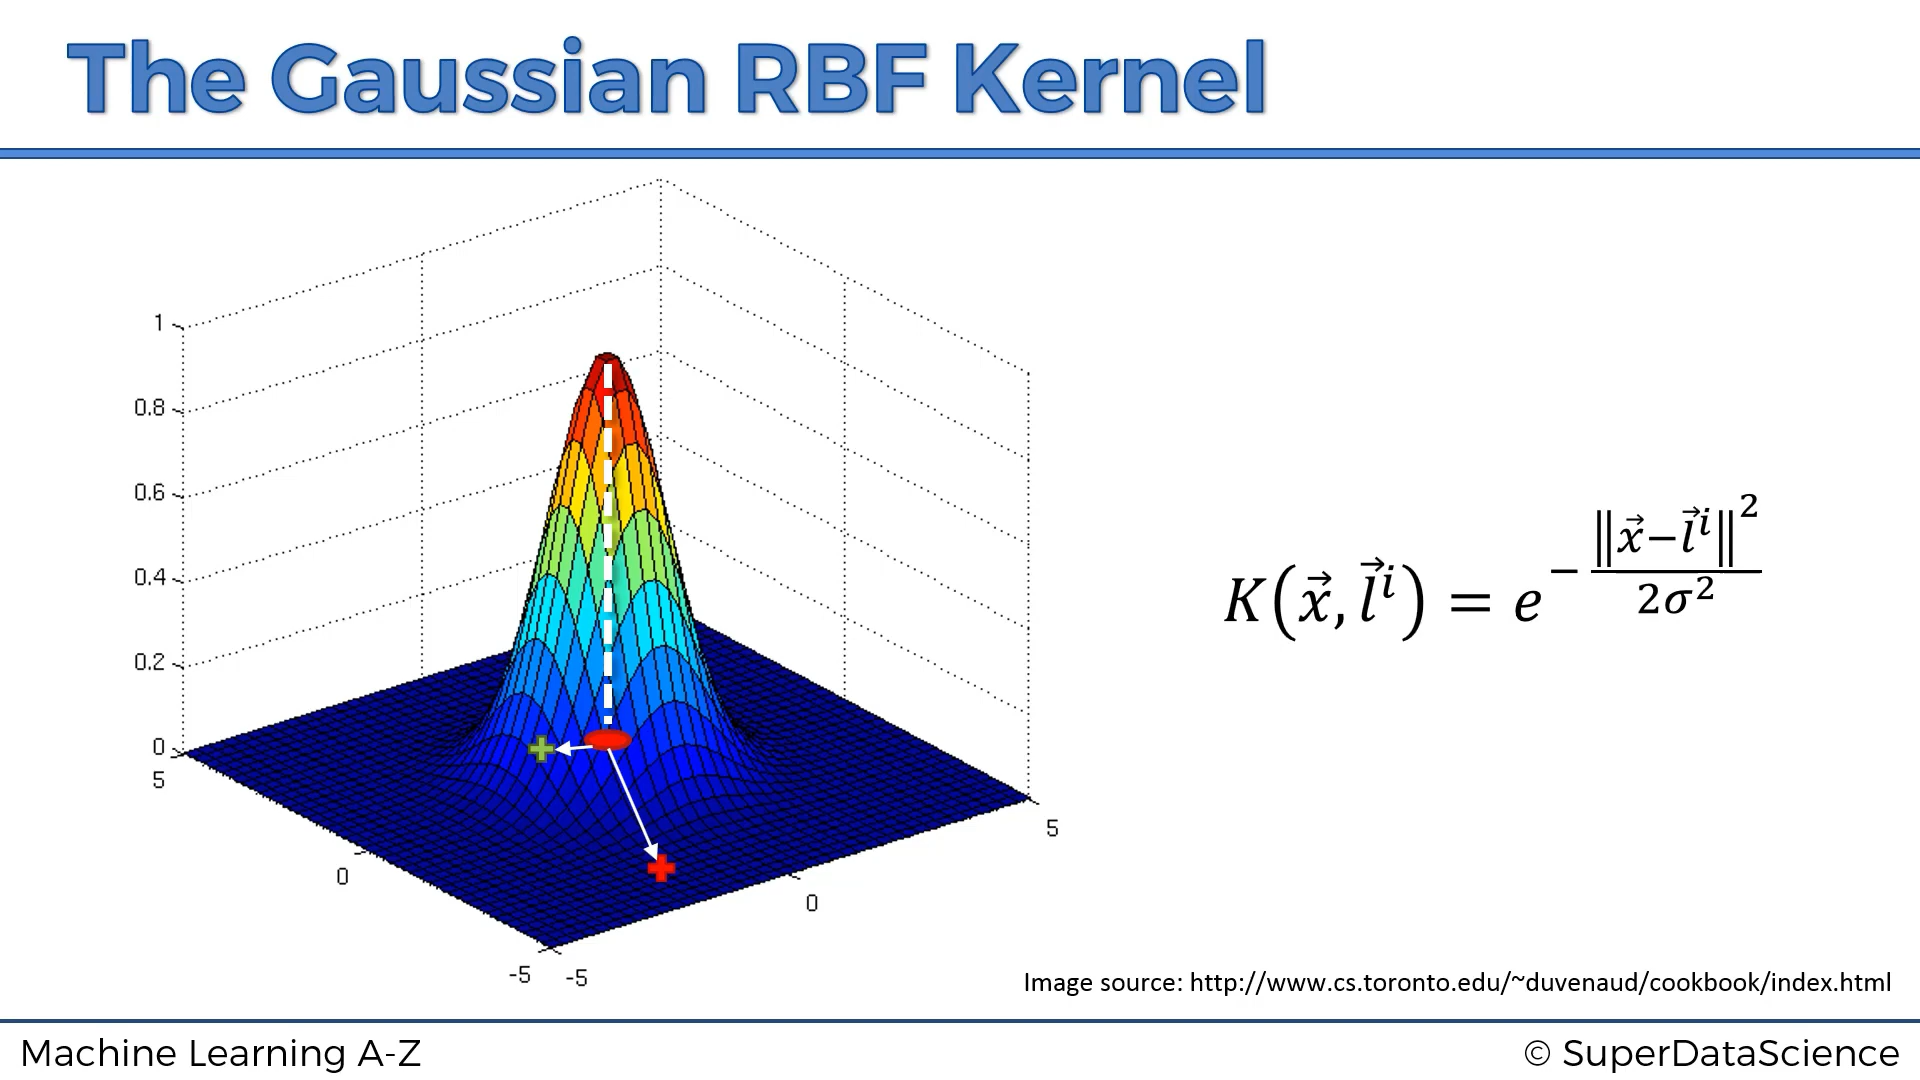 The Gaussian RBF Kernel
1
0.8
0.6
0.4
0.2
0
5
0
-5
-5
0
5
K(x⃗, l⃗ⁱ) = e^(−‖x⃗−l⃗ⁱ‖² / 2σ²)
Image source: http://www.cs.toronto.edu/~duvenaud/cookbook/index.html
Machine Learning A-Z
© SuperDataScience